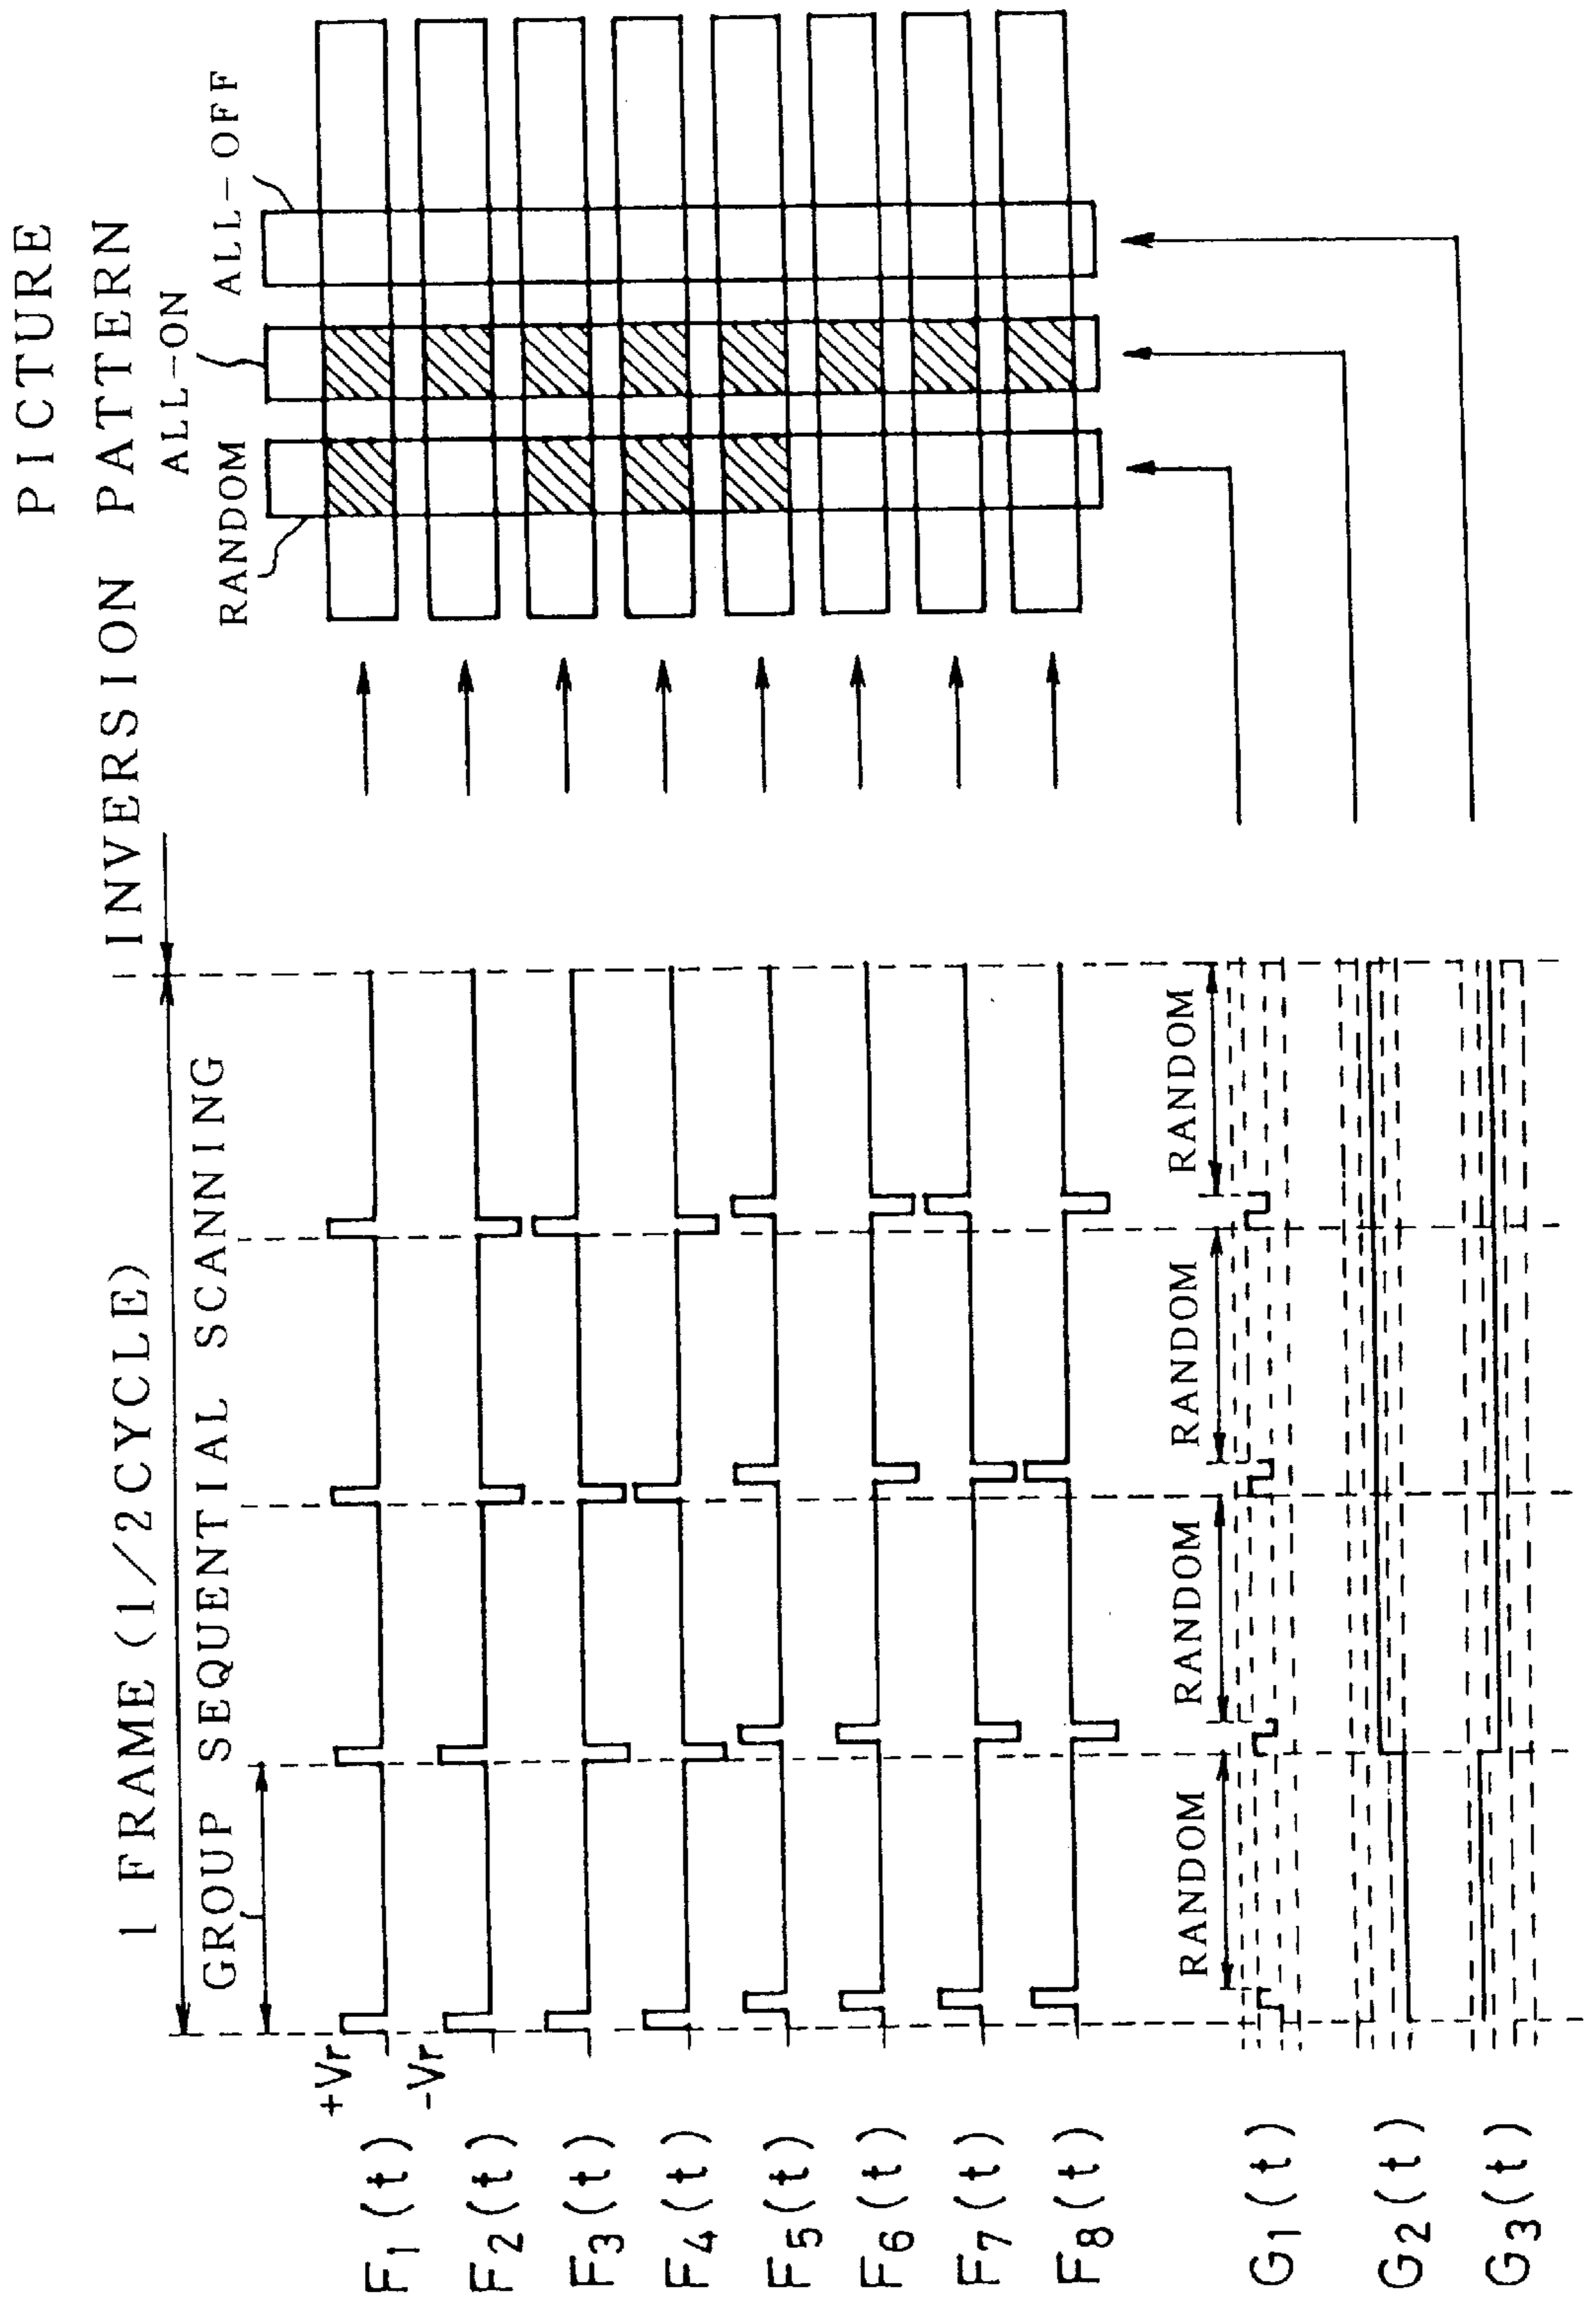 PICTURE
INVERSION PATTERN
1 FRAME (1/2CYCLE)
GROUP SEQUENTIAL SCANNING
RANDOM
ALL-ON
ALL-OFF
+Vr
-Vr
F1(t)
F2(t)
F3(t)
F4(t)
F5(t)
F6(t)
F7(t)
F8(t)
RANDOM
RANDOM
RANDOM
RANDOM
G1(t)
G2(t)
G3(t)